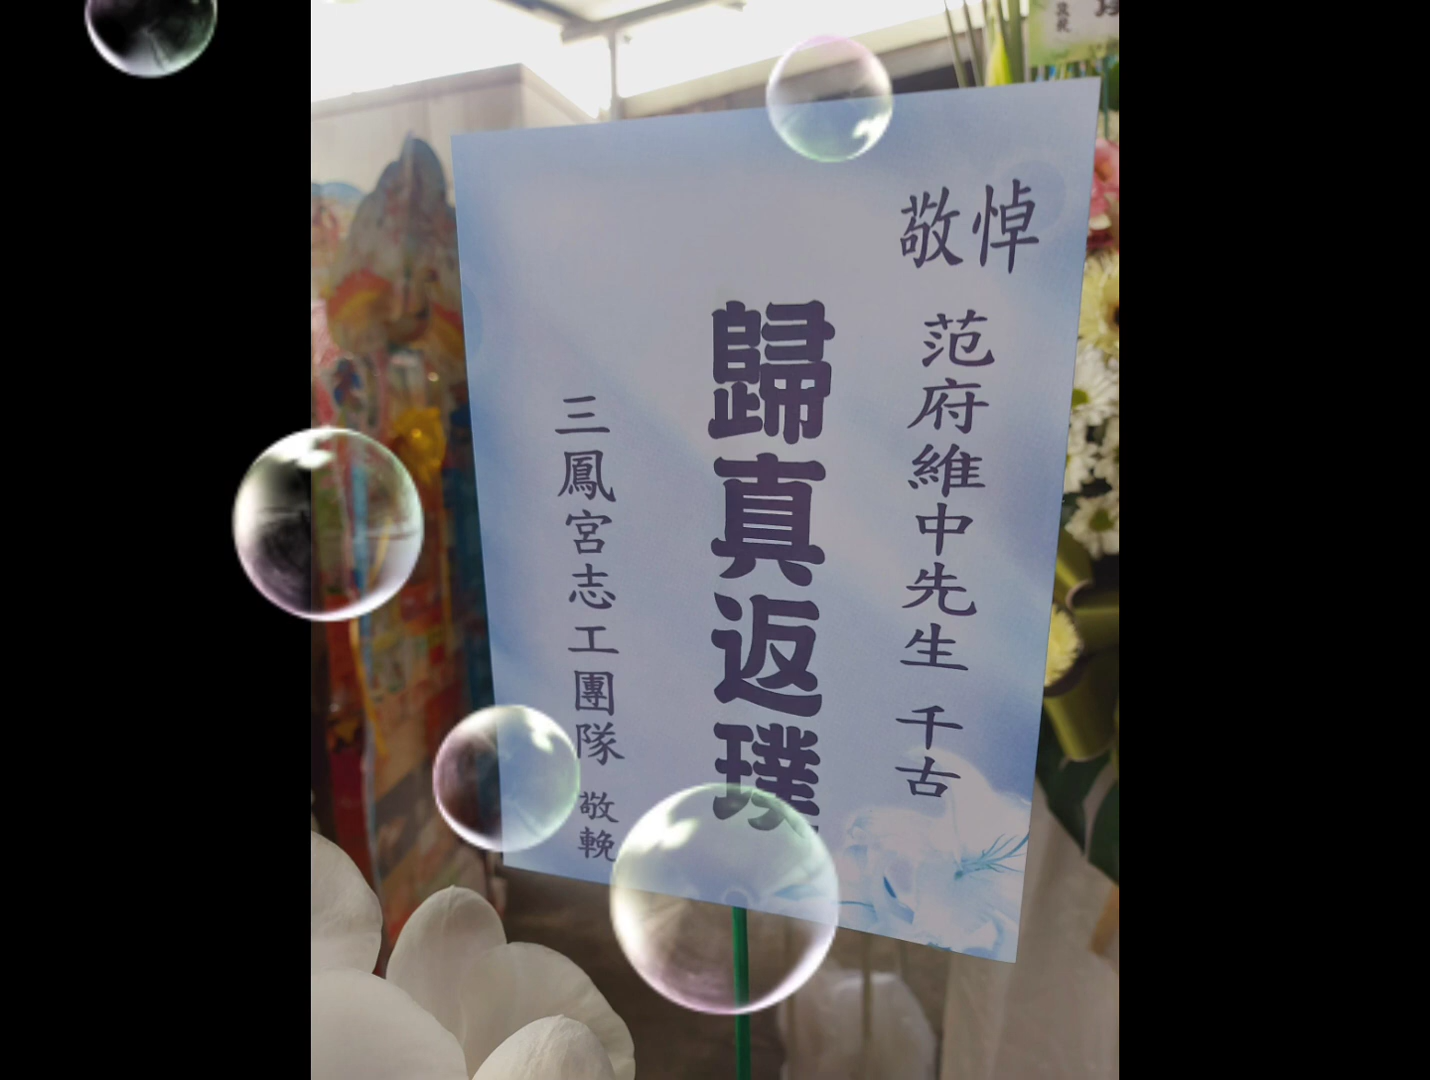 敬悼
范府維中先生 千古
歸真返璞
三鳳宮志工團隊 敬輓